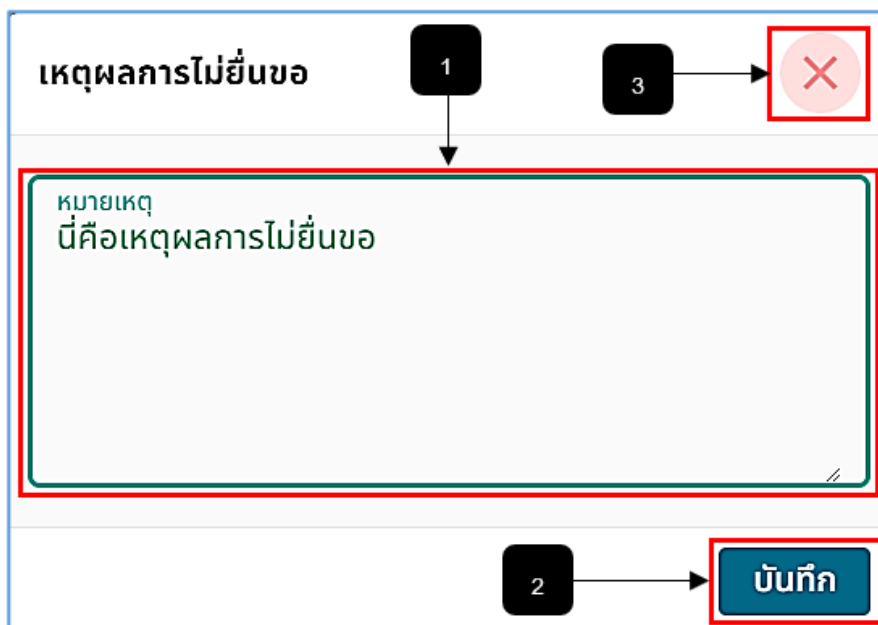 เหตุผลการไม่ยื่นขอ
1
3
หมายเหตุ
นี่คือเหตุผลการไม่ยื่นขอ
2
บันทึก